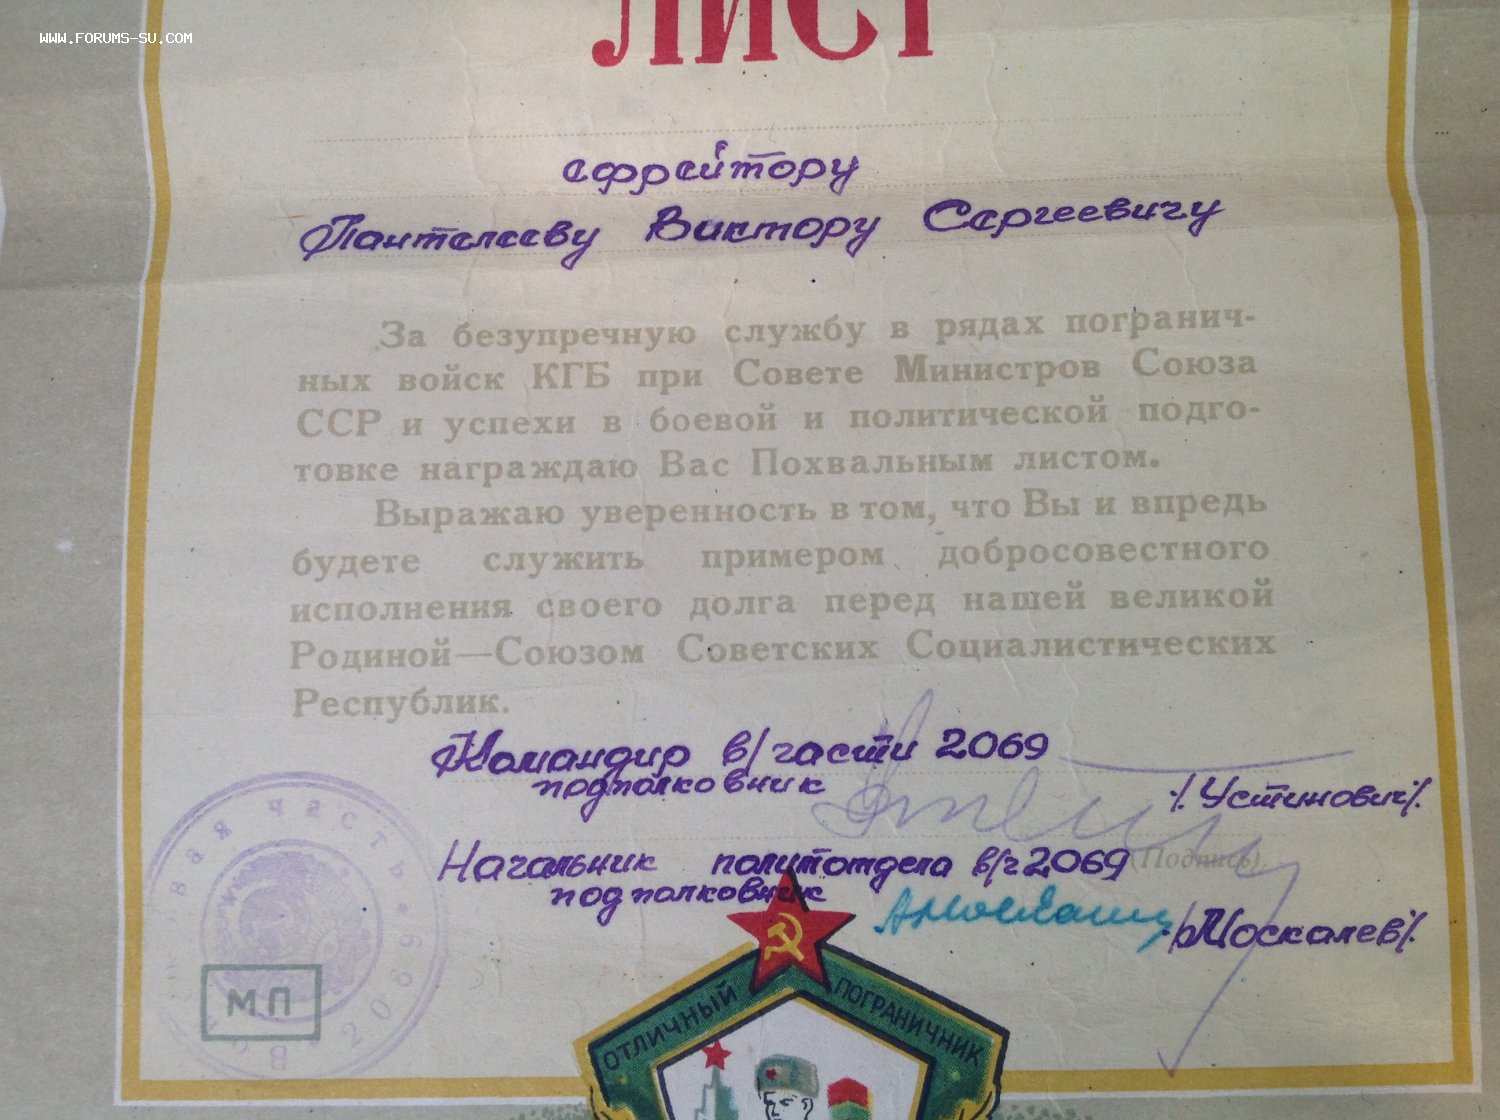 WWW.FORUMS-SU.COM
ЛИСТ
ефрейтору
Пантелееву Виктору Сергеевичу
За безупречную службу в рядах погранич-
ных войск КГБ при Совете Министров Союза
ССР и успехи в боевой и политической подго-
товке награждаю Вас Похвальным листом.
Выражаю уверенность в том, что Вы и впредь
будете служить примером добросовестного
исполнения своего долга перед нашей великой
Родиной—Союзом Советских Социалистических
Республик.
Командир в/части 2069
подполковник /Устинович/.
(Подпись)
Начальник политотдела в/ч 2069
подполковник /Москалев/.
часть * 2069
МП
ОТЛИЧНЫЙ ПОГРАНИЧНИК